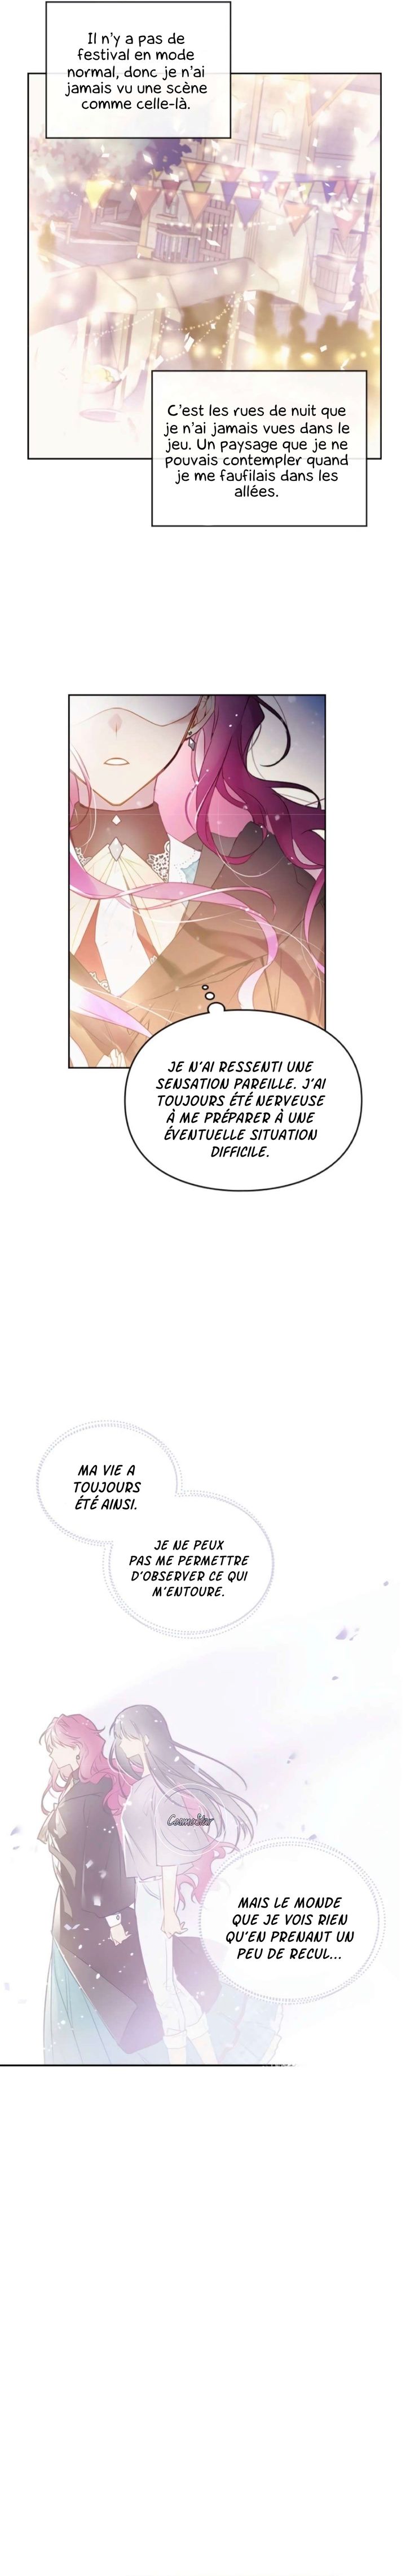 Il n'y a pas de
festival en mode
normal, donc je n'ai
jamais vu une scène
comme celle-là.
C'est les rues de nuit que
je n'ai jamais vues dans le
jeu. Un paysage que je ne
pouvais contempler quand
je me faufilais dans les
allées.
JE N'AI RESSENTI UNE
SENSATION PAREILLE. J'AI
TOUJOURS ÉTÉ NERVEUSE
À ME PRÉPARER À UNE
ÉVENTUELLE SITUATION
DIFFICILE.
MA VIE A
TOUJOURS
ÉTÉ AINSI.
JE NE PEUX
PAS ME PERMETTRE
D'OBSERVER CE QUI
M'ENTOURE.
MAIS LE MONDE
QUE JE VOIS RIEN
QU'EN PRENANT UN
PEU DE RECUL...